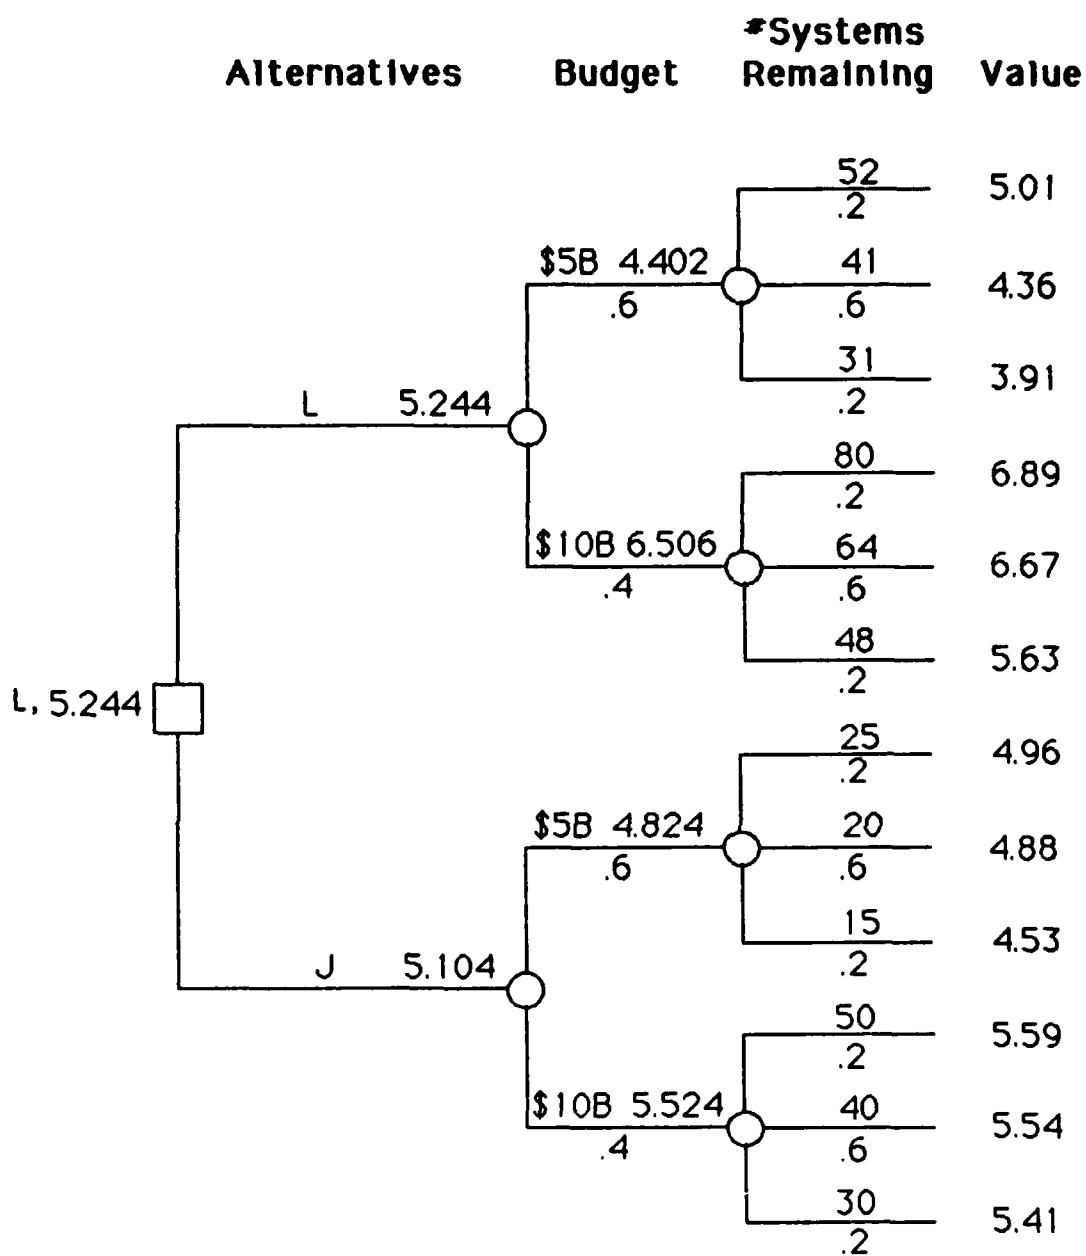 #Systems
Alternatives Budget Remaining Value
52 5.01
.2
$5B 4.402 41 4.36
.6 .6
31 3.91
.2
L 5.244
80 6.89
.2
$10B 6.506 64 6.67
.4 .6
48 5.63
.2
L, 5.244
25 4.96
.2
$5B 4.824 20 4.88
.6 .6
15 4.53
.2
J 5.104
50 5.59
.2
$10B 5.524 40 5.54
.4 .6
30 5.41
.2